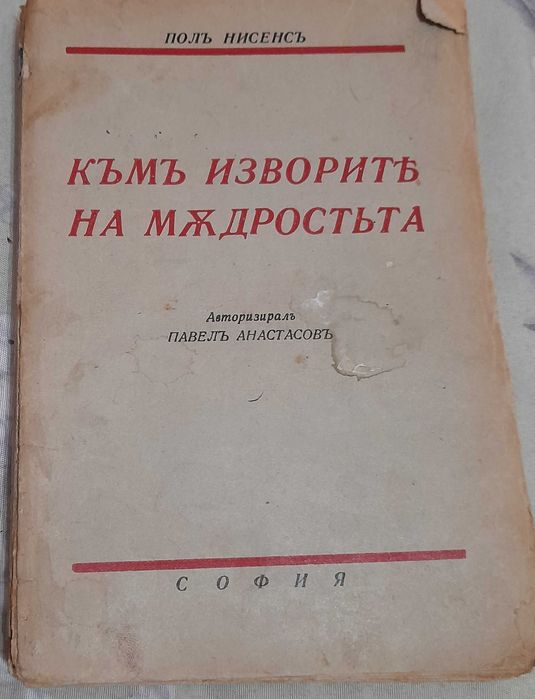 ПОЛЪ НИСЕНСЪ
КЪМЪ ИЗВОРИТѢ
НА МѪДРОСТЬТА
Авторизиралъ
ПАВЕЛЪ АНАСТАСОВЪ
СОФИЯ